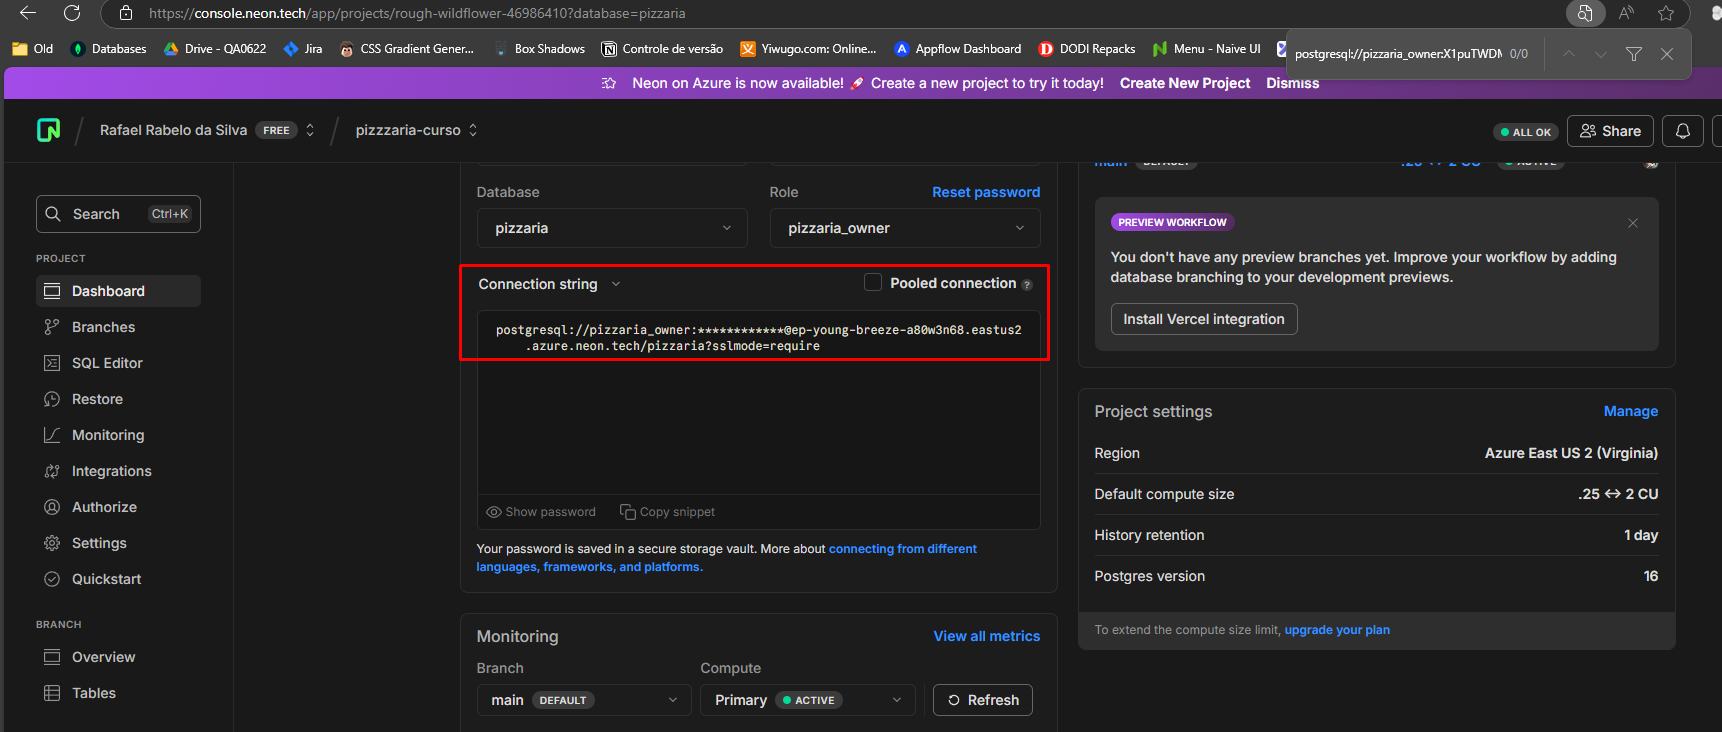 https://console.neon.tech/app/projects/rough-wildflower-46986410?database=pizzaria
Old
Databases
Drive - QA0622
Jira
CSS Gradient Gener...
Box Shadows
Controle de versão
Yiwugo.com: Online...
Appflow Dashboard
DODI Repacks
Menu - Naive UI
postgresql://pizzaria_owner:X1puTWDM 0/0
Neon on Azure is now available! 🚀 Create a new project to try it today! Create New Project Dismiss
Rafael Rabelo da Silva FREE
pizzzaria-curso
ALL OK
Share
main DEFAULT .25 ↔ 2 CU ACTIVE
Search Ctrl+K
PROJECT
Dashboard
Branches
SQL Editor
Restore
Monitoring
Integrations
Authorize
Settings
Quickstart
BRANCH
Overview
Tables
Database
pizzaria
Role Reset password
pizzaria_owner
Connection string
Pooled connection ?
postgresql://pizzaria_owner:************@ep-young-breeze-a80w3n68.eastus2
.azure.neon.tech/pizzaria?sslmode=require
Show password
Copy snippet
Your password is saved in a secure storage vault. More about connecting from different
languages, frameworks, and platforms.
Monitoring
View all metrics
Branch
main DEFAULT
Compute
Primary ACTIVE
Refresh
PREVIEW WORKFLOW
You don't have any preview branches yet. Improve your workflow by adding
database branching to your development previews.
Install Vercel integration
Project settings Manage
Region Azure East US 2 (Virginia)
Default compute size .25 ↔ 2 CU
History retention 1 day
Postgres version 16
To extend the compute size limit, upgrade your plan